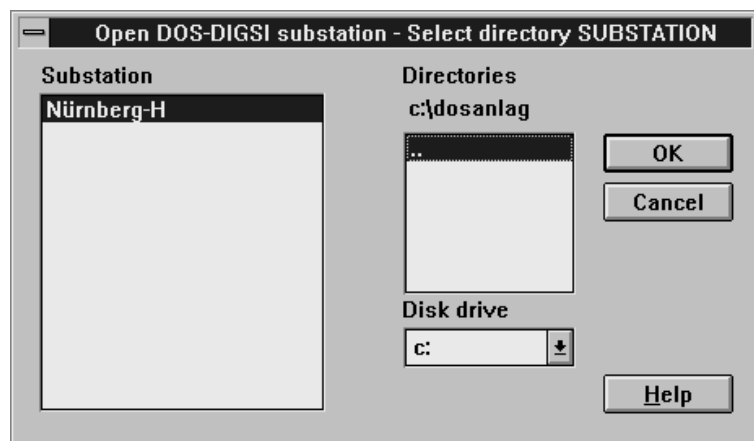 Open DOS-DIGSI substation - Select directory SUBSTATION
Substation
Nürnberg-H
Directories
c:\dosanlag
..
Disk drive
c:
OK
Cancel
Help